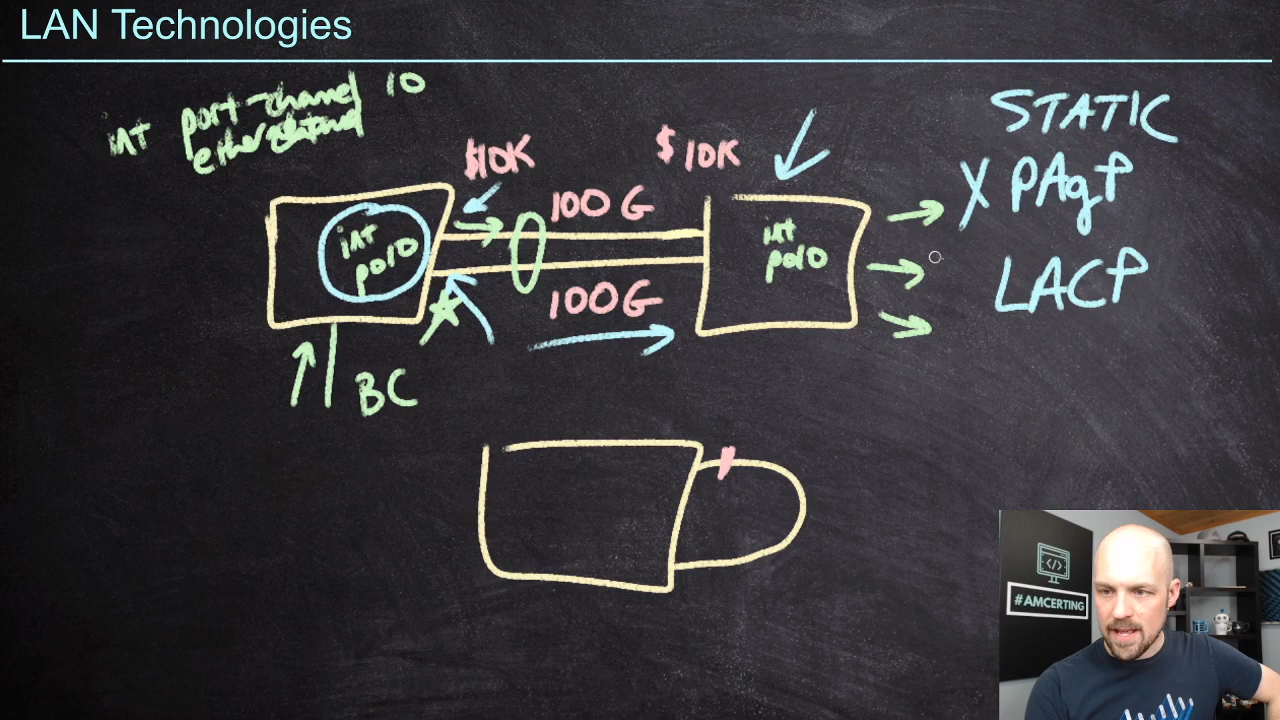 LAN Technologies
int port-channel 10
etherchannel
$10K
$10K
100G
int
po10
int
po10
100G
BC
STATIC
X PAgP
LACP
#AMCERTING